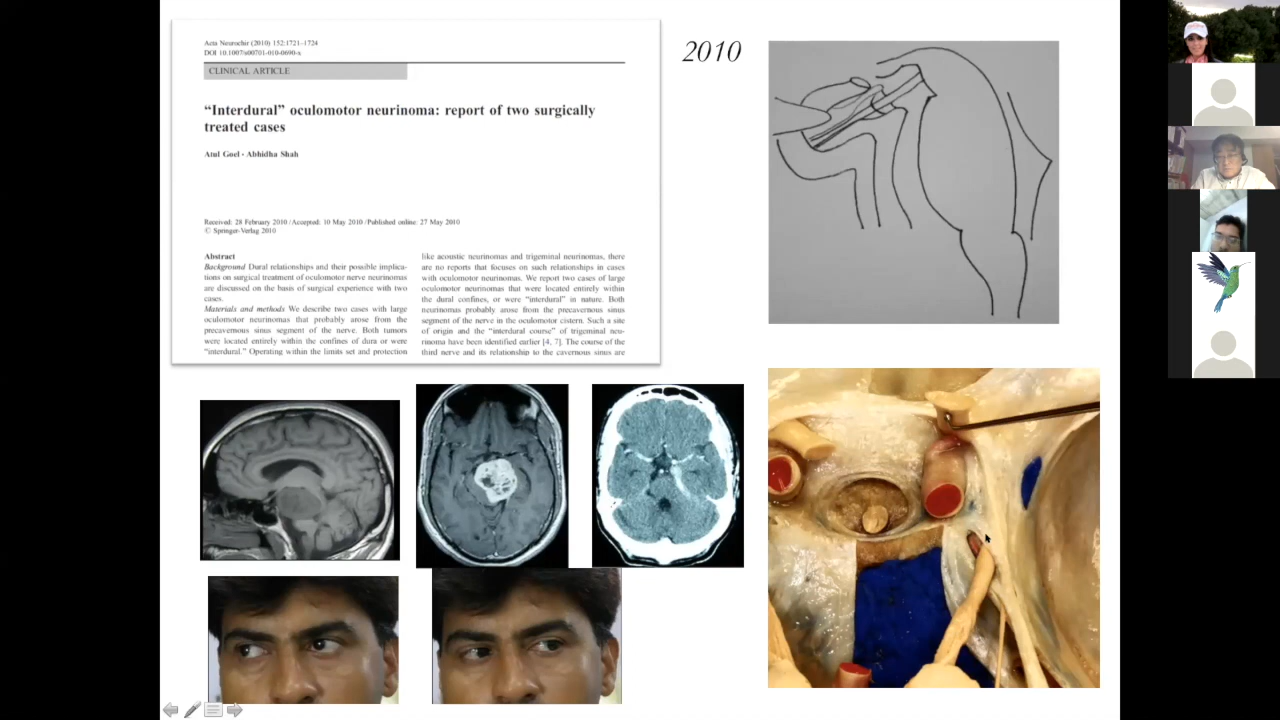 Acta Neurochir (2010) 152:1721–1724
DOI 10.1007/s00701-010-0690-x
CLINICAL ARTICLE
“Interdural” oculomotor neurinoma: report of two surgically
treated cases
Atul Goel · Abhidha Shah
Received: 28 February 2010 / Accepted: 10 May 2010 / Published online: 27 May 2010
© Springer-Verlag 2010
Abstract
Background Dural relationships and their possible implica-
tions on surgical treatment of oculomotor nerve neurinomas
are discussed on the basis of surgical experience with two
cases.
Materials and methods We describe two cases with large
oculomotor neurinomas that probably arose from the
precavernous sinus segment of the nerve. Both tumors
were located entirely within the confines of dura or were
“interdural.” Operating within the limits set and protection
like acoustic neurinomas and trigeminal neurinomas, there
are no reports that focuses on such relationships in cases
with oculomotor neurinomas. We report two cases of large
oculomotor neurinomas that were located entirely within
the dural confines, or were “interdural” in nature. Both
neurinomas probably arose from the precavernous sinus
segment of the nerve in the oculomotor cistern. Such a site
of origin and the “interdural course” of trigeminal neu-
rinoma have been identified earlier [4, 7]. The course of the
third nerve and its relationship to the cavernous sinus are
2010